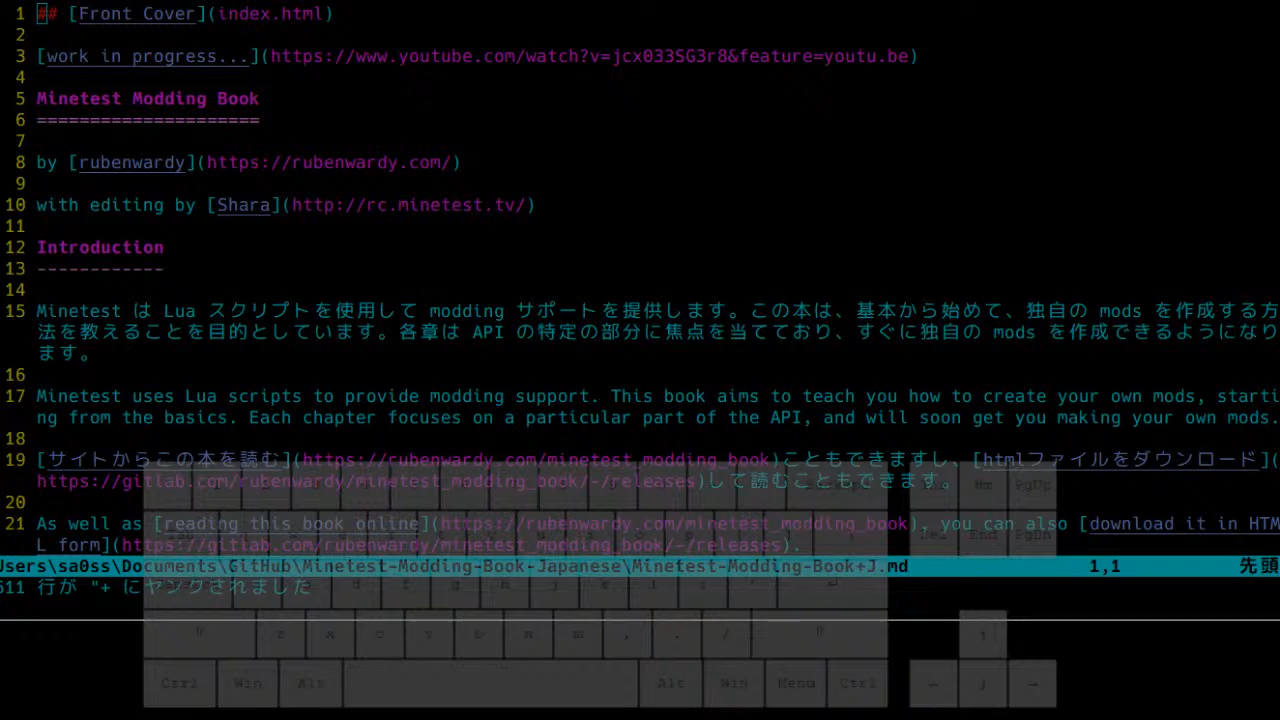 1 ## [Front Cover](index.html)
2
3 [work in progress...](https://www.youtube.com/watch?v=jcx033SG3r8&feature=youtu.be)
4
5 Minetest Modding Book
6 =====================
7
8 by [rubenwardy](https://rubenwardy.com/)
9
10 with editing by [Shara](http://rc.minetest.tv/)
11
12 Introduction
13 ------------
14
15 Minetest は Lua スクリプトを使用して modding サポートを提供します。この本は、基本から始めて、独自の mods を作成する方
法を教えることを目的としています。各章は API の特定の部分に焦点を当てており、すぐに独自の mods を作成できるようになり
ます。
16
17 Minetest uses Lua scripts to provide modding support. This book aims to teach you how to create your own mods, starti
ng from the basics. Each chapter focuses on a particular part of the API, and will soon get you making your own mods.
18
19 [サイトからこの本を読む](https://rubenwardy.com/minetest_modding_book)こともできますし、[htmlファイルをダウンロード](
https://gitlab.com/rubenwardy/minetest_modding_book/-/releases)して読むこともできます。
20
21 As well as [reading this book online](https://rubenwardy.com/minetest_modding_book), you can also [download it in HTM
L form](https://gitlab.com/rubenwardy/minetest_modding_book/-/releases).
Users\sa0ss\Documents\GitHub\Minetest-Modding-Book-Japanese\Minetest-Modding-Book+J.md 1,1 先頭
511 行が "+ にヤンクされました
Hm PgUp
Del End PgDn
z x c v b n m , . /
Ctrl Win Alt Alt Win Menu Ctrl ← ↓ →